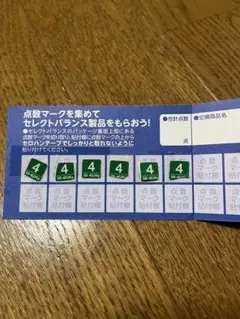 点数マークを集めて
セレクトバランス製品をもらおう!
●セレクトバランスのパッケージ裏面上部にある
点数マークを切り取り、貼付欄に点数マークの上から
セロハンテープでしっかりと取れないように
貼り付けてください。
●合計点数
点
●交換商品名
4 4 4 4 4 4
点数 点数 点数 点数 点数 点数
マーク マーク マーク マーク マーク マーク
貼付欄 貼付欄 貼付欄 貼付欄 貼付欄 貼付欄